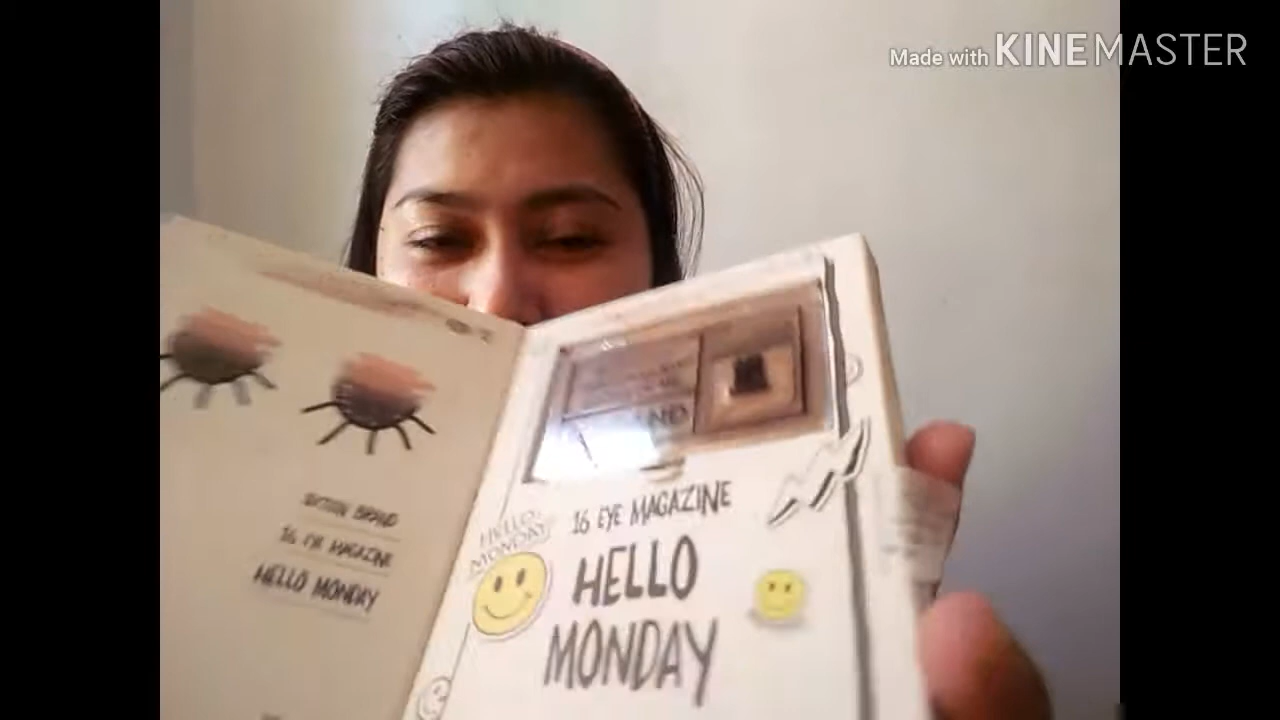 Made with KINEMASTER
16 EYE MAGAZINE
HELLO MONDAY
16 EYE MAGAZINE
HELLO
MONDAY
HELLO
MONDAY